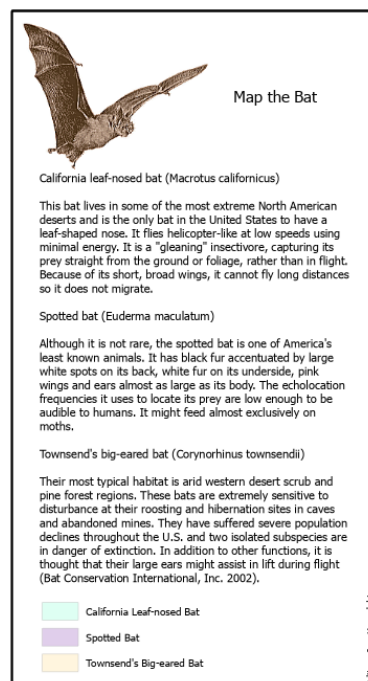 Map the Bat
California leaf-nosed bat (Macrotus californicus)
This bat lives in some of the most extreme North American
deserts and is the only bat in the United States to have a
leaf-shaped nose. It flies helicopter-like at low speeds using
minimal energy. It is a "gleaning" insectivore, capturing its
prey straight from the ground or foliage, rather than in flight.
Because of its short, broad wings, it cannot fly long distances
so it does not migrate.
Spotted bat (Euderma maculatum)
Although it is not rare, the spotted bat is one of America's
least known animals. It has black fur accentuated by large
white spots on its back, white fur on its underside, pink
wings and ears almost as large as its body. The echolocation
frequencies it uses to locate its prey are low enough to be
audible to humans. It might feed almost exclusively on
moths.
Townsend's big-eared bat (Corynorhinus townsendii)
Their most typical habitat is arid western desert scrub and
pine forest regions. These bats are extremely sensitive to
disturbance at their roosting and hibernation sites in caves
and abandoned mines. They have suffered severe population
declines throughout the U.S. and two isolated subspecies are
in danger of extinction. In addition to other functions, it is
thought that their large ears might assist in lift during flight
(Bat Conservation International, Inc. 2002).
California Leaf-nosed Bat
Spotted Bat
Townsend's Big-eared Bat